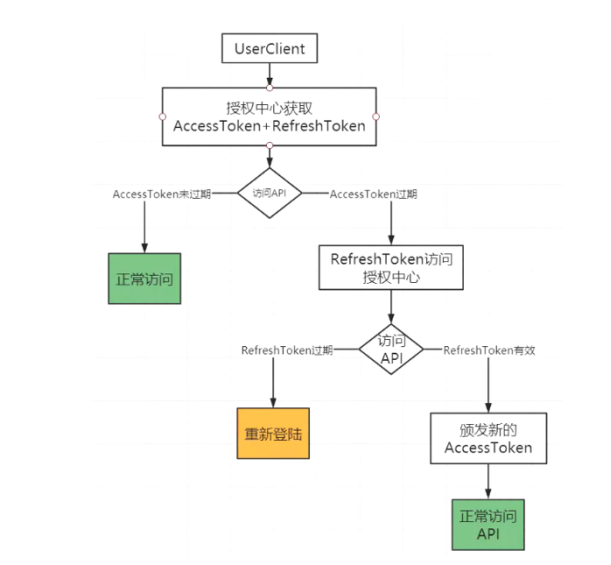 UserClient
授权中心获取
AccessToken+RefreshToken
访问API
AccessToken未过期
AccessToken过期
正常访问
RefreshToken访问
授权中心
访问
API
RefreshToken过期
RefreshToken有效
重新登陆
颁发新的
AccessToken
正常访问
API